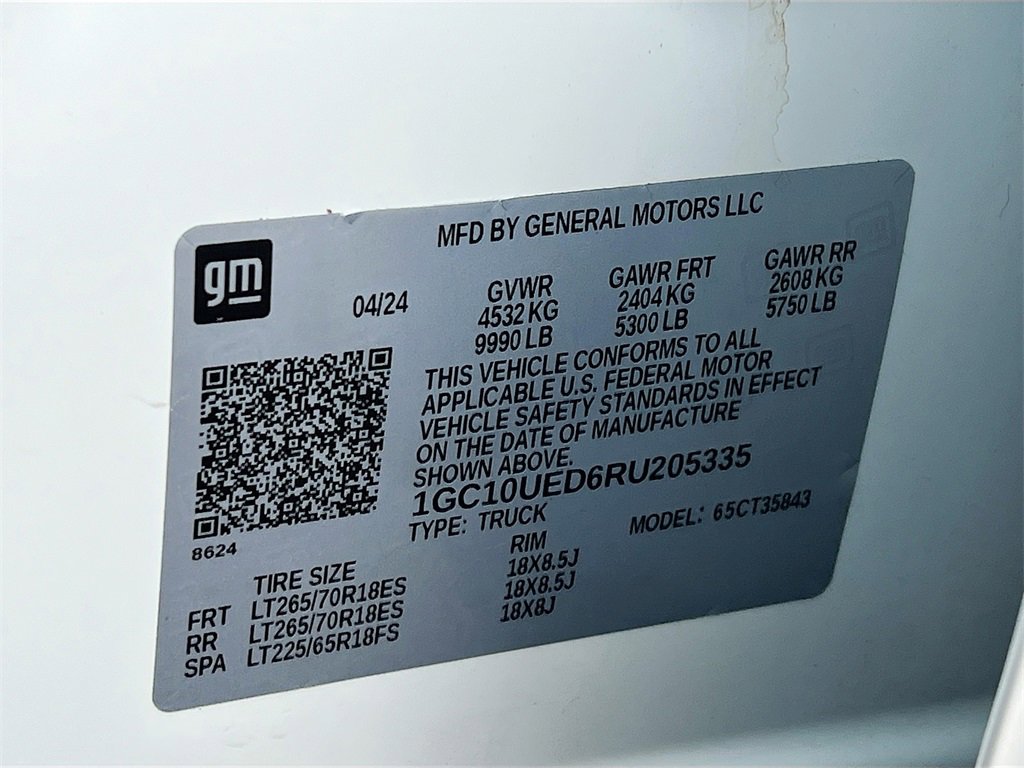 MFD BY GENERAL MOTORS LLC
gm
04/24
GVWR
4532 KG
9990 LB
GAWR FRT
2404 KG
5300 LB
GAWR RR
2608 KG
5750 LB
THIS VEHICLE CONFORMS TO ALL
APPLICABLE U.S. FEDERAL MOTOR
VEHICLE SAFETY STANDARDS IN EFFECT
ON THE DATE OF MANUFACTURE
SHOWN ABOVE.
1GC10UED6RU205335
TYPE: TRUCK MODEL: 65CT35843
8624
TIRE SIZE RIM
FRT LT265/70R18ES 18X8.5J
RR LT265/70R18ES 18X8.5J
SPA LT225/65R18FS 18X8J